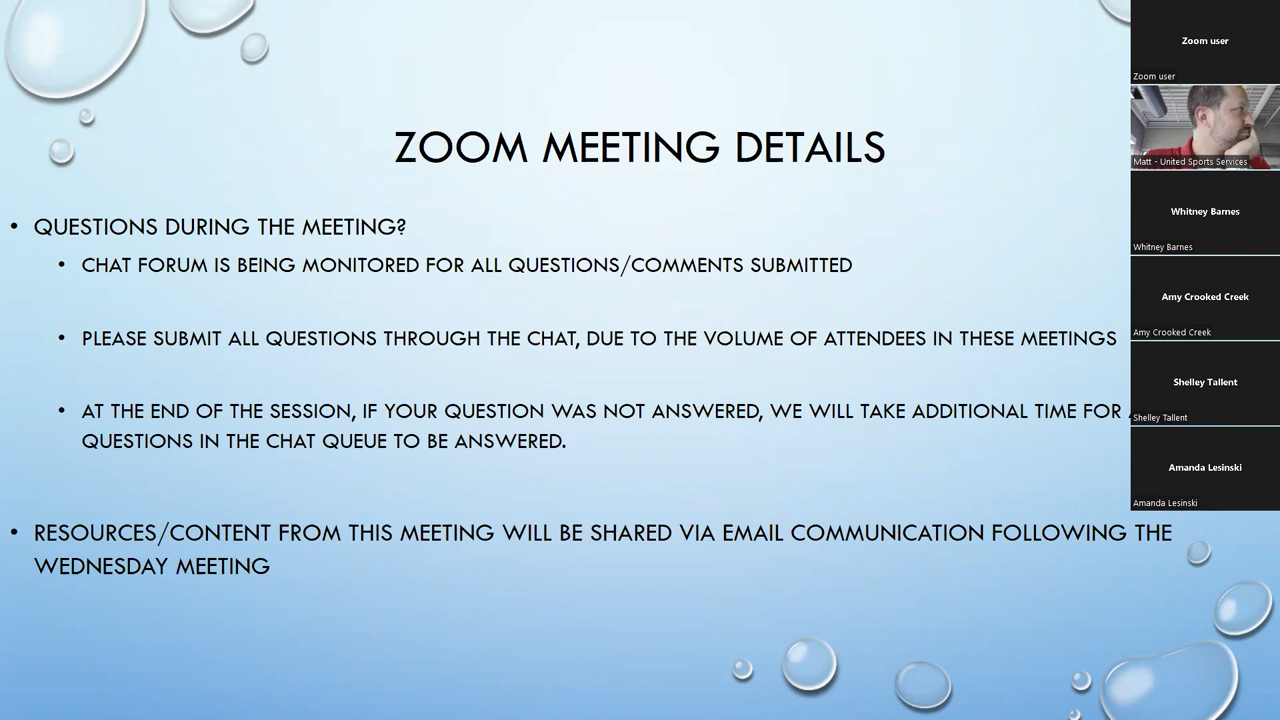 ZOOM MEETING DETAILS
• QUESTIONS DURING THE MEETING?
• CHAT FORUM IS BEING MONITORED FOR ALL QUESTIONS/COMMENTS SUBMITTED
• PLEASE SUBMIT ALL QUESTIONS THROUGH THE CHAT, DUE TO THE VOLUME OF ATTENDEES IN THESE MEETINGS
• AT THE END OF THE SESSION, IF YOUR QUESTION WAS NOT ANSWERED, WE WILL TAKE ADDITIONAL TIME FOR
QUESTIONS IN THE CHAT QUEUE TO BE ANSWERED.
• RESOURCES/CONTENT FROM THIS MEETING WILL BE SHARED VIA EMAIL COMMUNICATION FOLLOWING THE
WEDNESDAY MEETING
Zoom user
Zoom user
Matt - United Sports Services
Whitney Barnes
Whitney Barnes
Amy Crooked Creek
Amy Crooked Creek
Shelley Tallent
Shelley Tallent
Amanda Lesinski
Amanda Lesinski